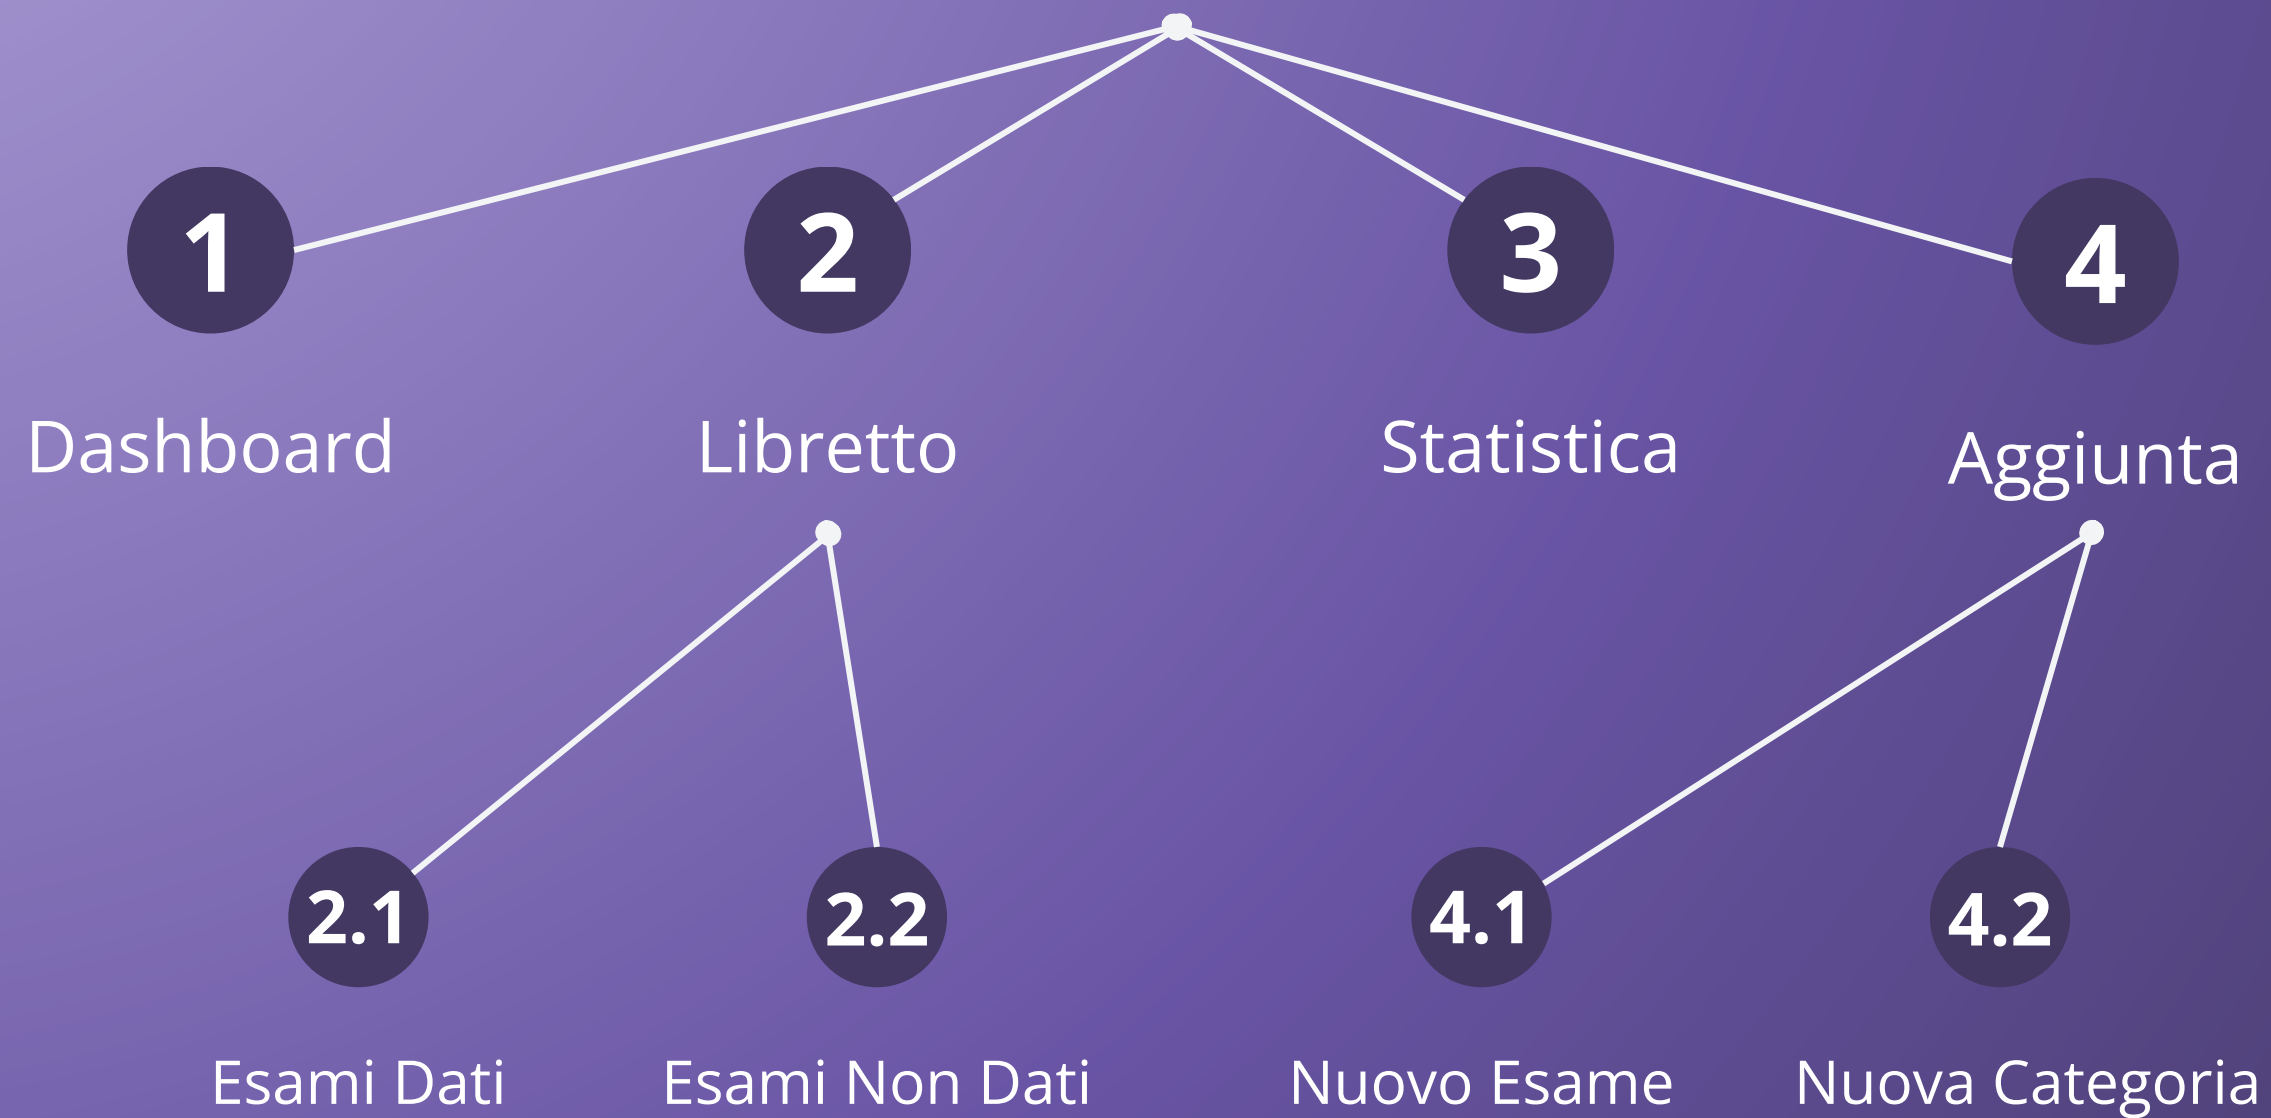 1
2
3
4
Dashboard
Libretto
Statistica
Aggiunta
2.1
2.2
4.1
4.2
Esami Dati
Esami Non Dati
Nuovo Esame
Nuova Categoria